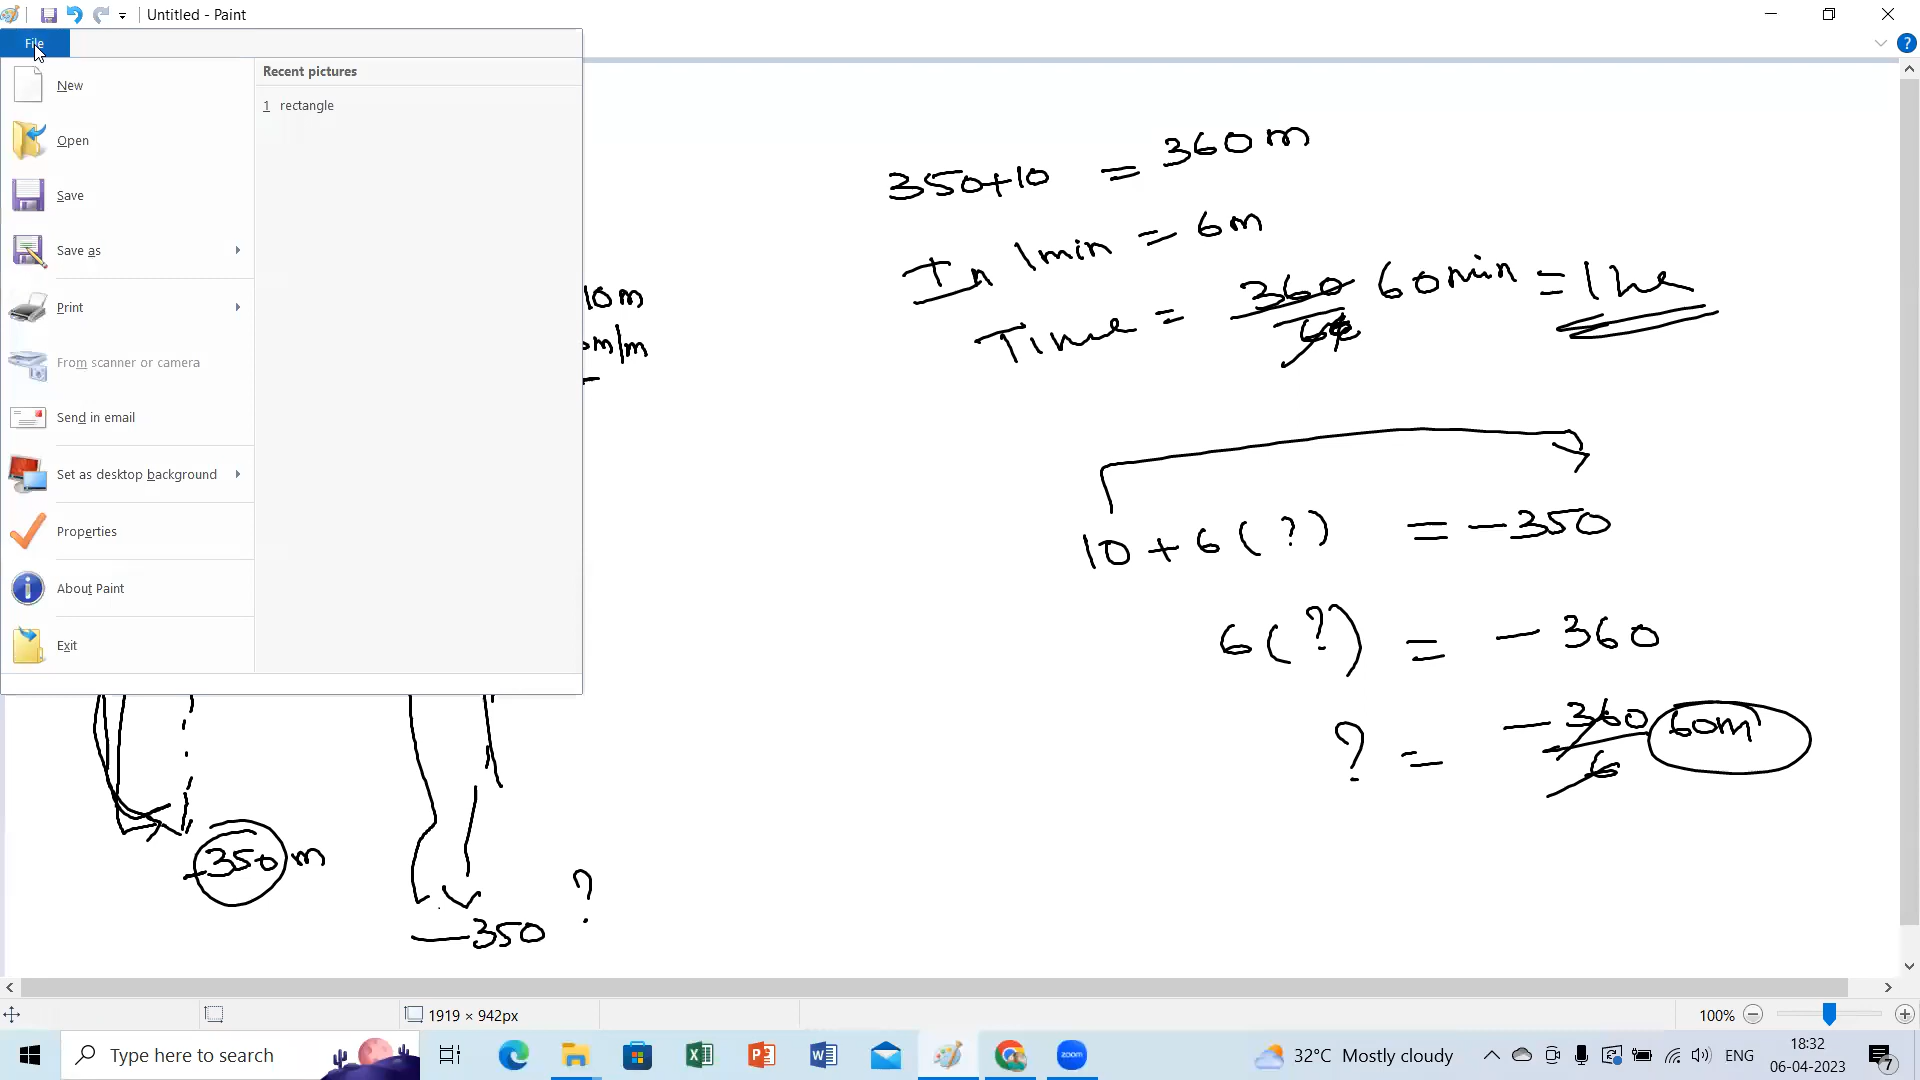 Untitled - Paint
File
New
Open
Save
Save as
Print
From scanner or camera
Send in email
Set as desktop background
Properties
About Paint
Exit
Recent pictures
1 rectangle
10m
m/m
350+10 = 360m
In 1min = 6m
Time = 360 60min = 1hr
10 + 6 ( ? ) = -350
6 ( ? ) = - 360
? = - 360 60m
6
-350 m
-350 ?
1919 × 942px
100%
Type here to search
zoom
32°C Mostly cloudy
ENG
18:32
06-04-2023
7